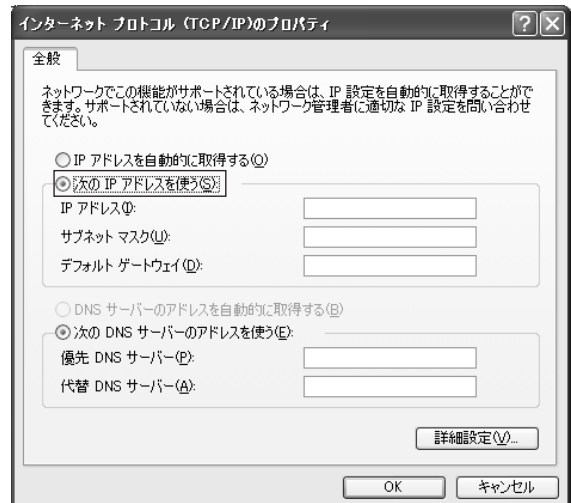 インターネット プロトコル (TCP/IP)のプロパティ
全般
ネットワークでこの機能がサポートされている場合は、IP 設定を自動的に取得することがで
きます。サポートされていない場合は、ネットワーク管理者に適切な IP 設定を問い合わせ
てください。
IP アドレスを自動的に取得する(O)
次の IP アドレスを使う(S):
IP アドレス(I):
サブネット マスク(U):
デフォルト ゲートウェイ(D):
DNS サーバーのアドレスを自動的に取得する(B)
次の DNS サーバーのアドレスを使う(E):
優先 DNS サーバー(P):
代替 DNS サーバー(A):
詳細設定(V)...
OK
キャンセル